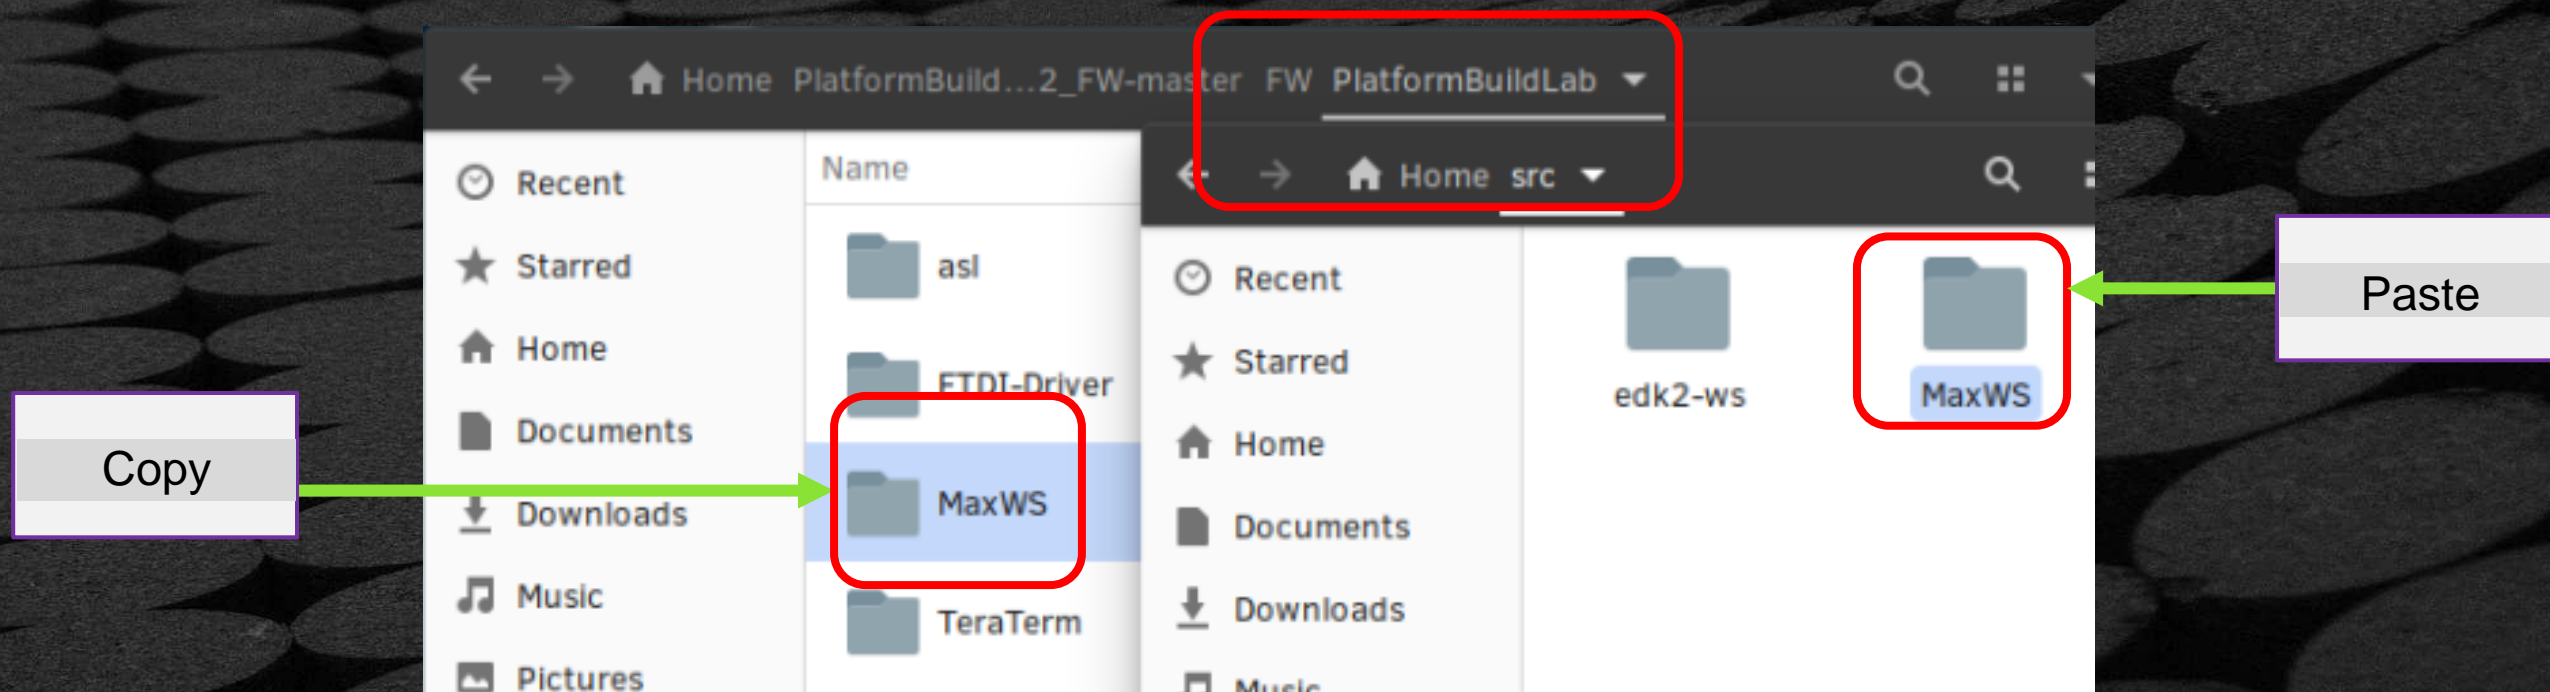 Home PlatformBuild...2_FW-master FW PlatformBuildLab
Name
Recent
Starred
Home
Documents
Downloads
Music
Pictures
asl
FTDI-Driver
MaxWS
TeraTerm
Home src
Recent
Starred
Home
Documents
Downloads
Music
edk2-ws
MaxWS
Copy
Paste